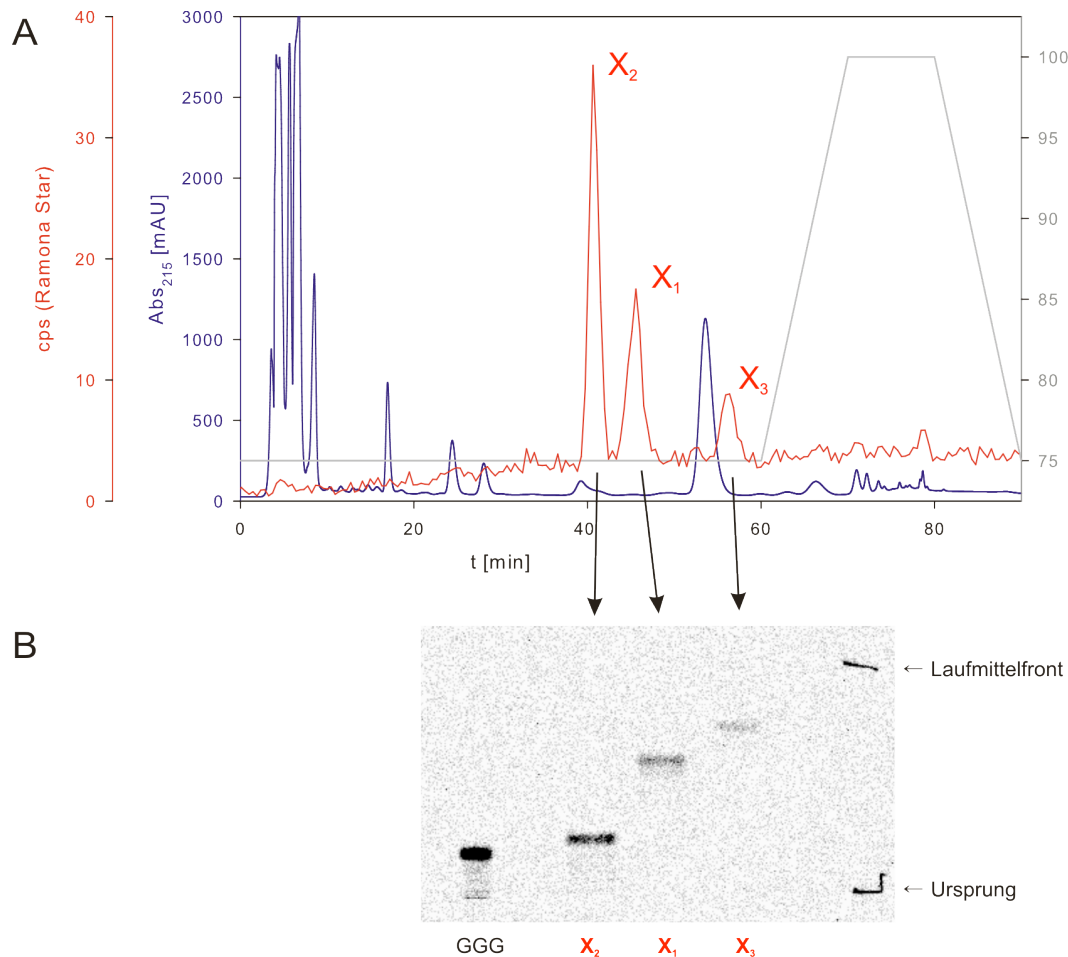 A
40
30
20
10
0
cps (Ramona Star)
3000
2500
2000
1500
1000
500
0
Abs215 [mAU]
X2
X1
X3
100
95
90
85
80
75
0 20 40 60 80
t [min]
B
← Laufmittelfront
← Ursprung
GGG X2 X1 X3